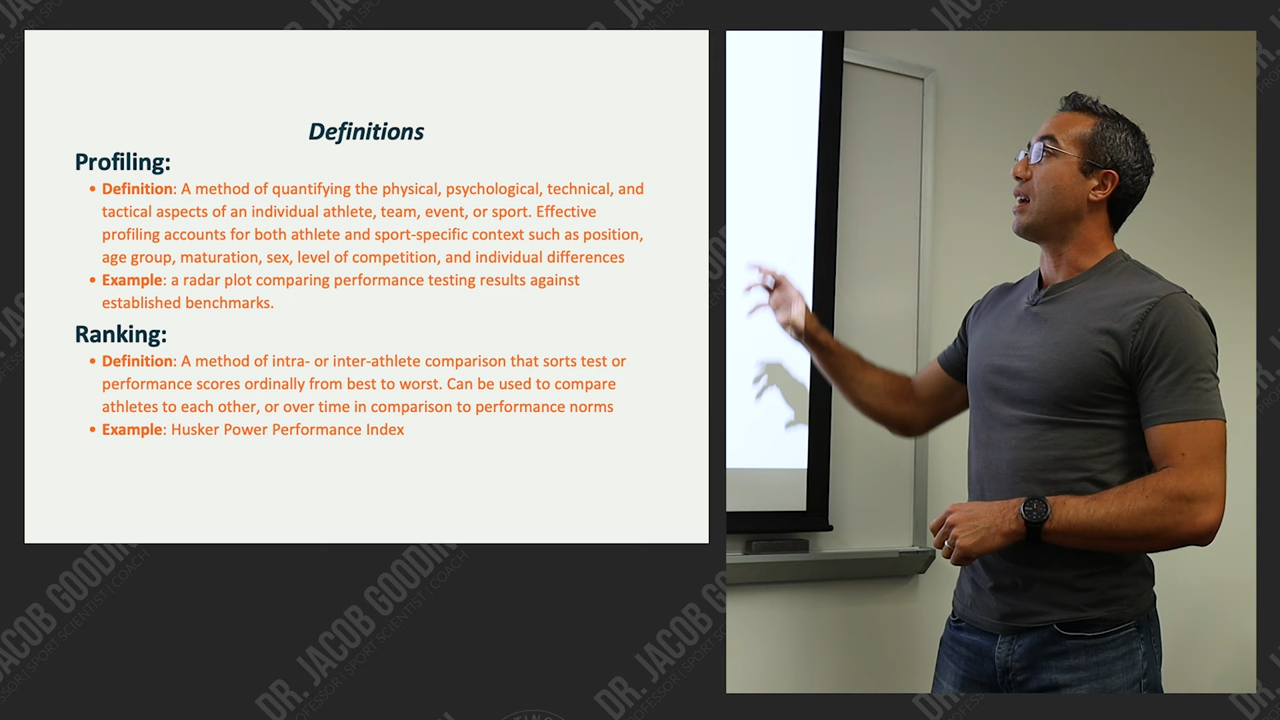 Definitions
Profiling:
• Definition: A method of quantifying the physical, psychological, technical, and
tactical aspects of an individual athlete, team, event, or sport. Effective
profiling accounts for both athlete and sport-specific context such as position,
age group, maturation, sex, level of competition, and individual differences
• Example: a radar plot comparing performance testing results against
established benchmarks.
Ranking:
• Definition: A method of intra- or inter-athlete comparison that sorts test or
performance scores ordinally from best to worst. Can be used to compare
athletes to each other, or over time in comparison to performance norms
• Example: Husker Power Performance Index
DR. JACOB GOODIN
PROFESSOR | SPORT SCIENTIST | COACH